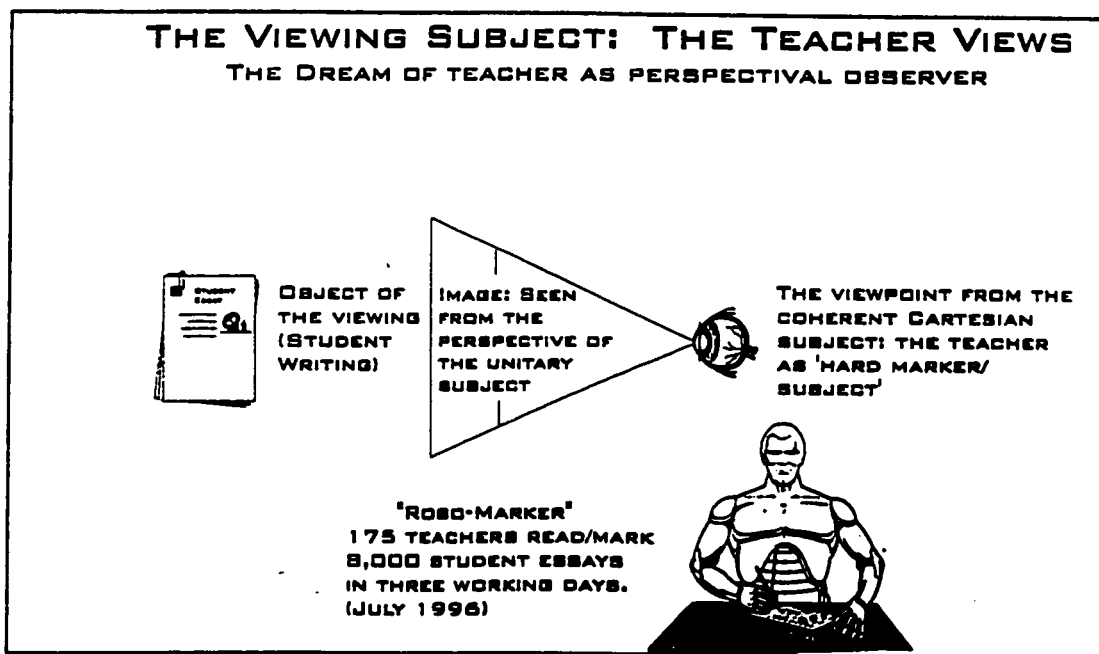 THE VIEWING SUBJECT: THE TEACHER VIEWS
THE DREAM OF TEACHER AS PERSPECTIVAL OBSERVER
STUDENT
ESSAY
OBJECT OF
THE VIEWING
(STUDENT
WRITING)
IMAGE: SEEN
FROM THE
PERSPECTIVE OF
THE UNITARY
SUBJECT
THE VIEWPOINT FROM THE
COHERENT CARTESIAN
SUBJECT: THE TEACHER
AS 'HARD MARKER/
SUBJECT'
"ROBO-MARKER"
175 TEACHERS READ/MARK
8,000 STUDENT ESSAYS
IN THREE WORKING DAYS.
(JULY 1996)